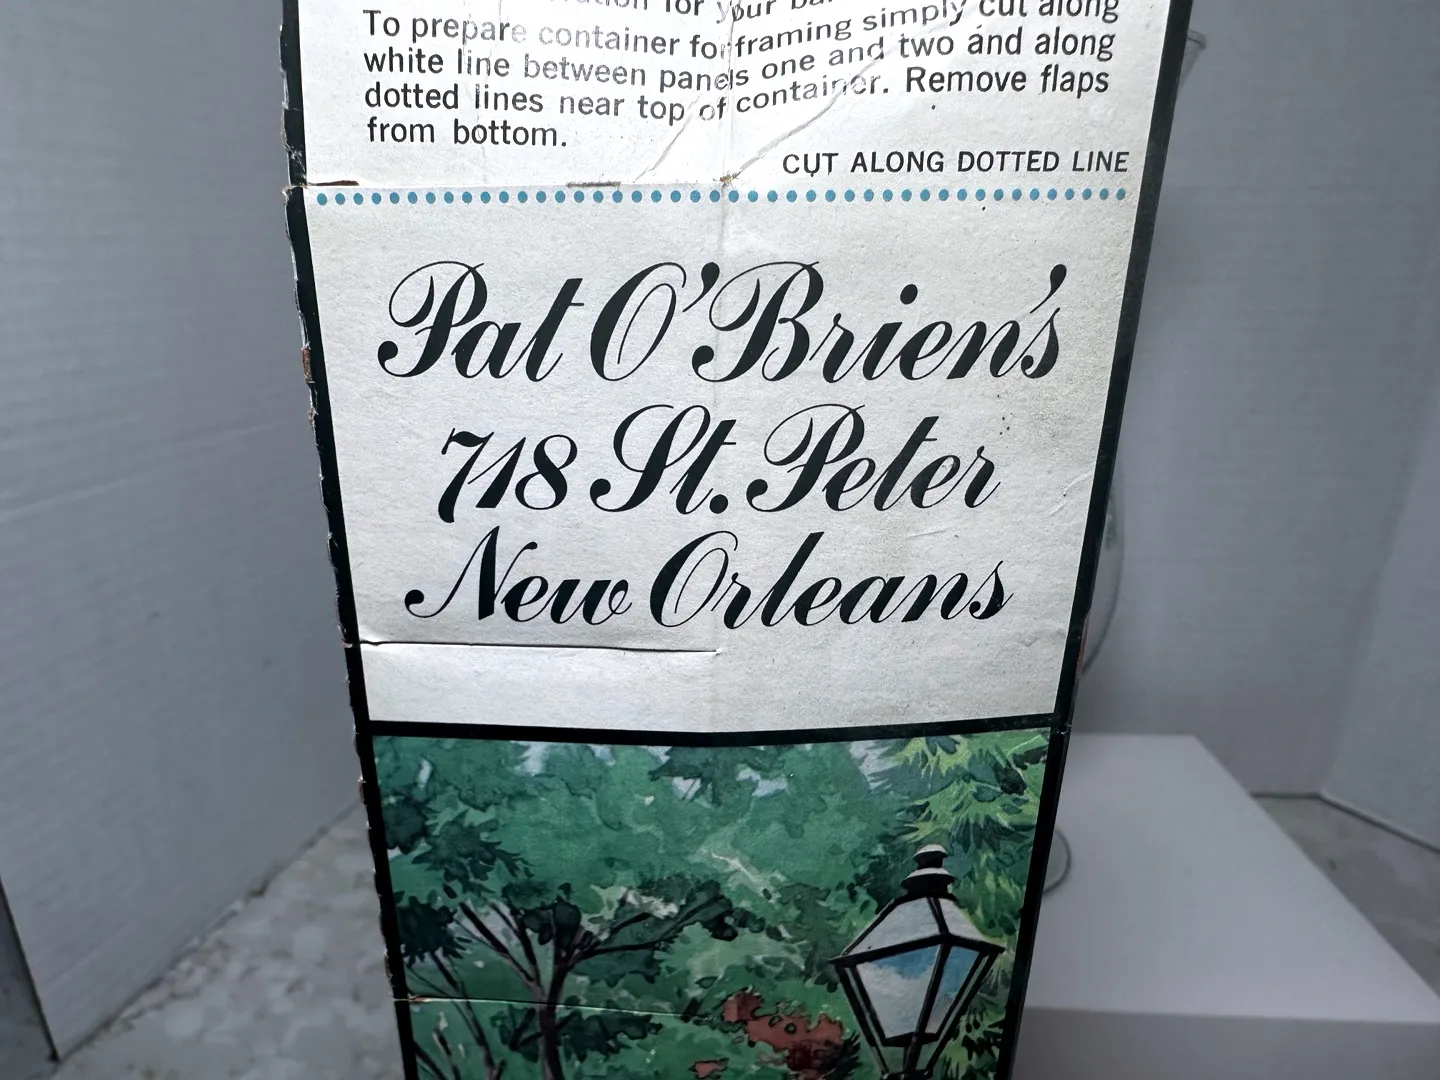 for your
To prepare container for framing simply cut along
white line between panels one and two and along
dotted lines near top of container. Remove flaps
from bottom.
CUT ALONG DOTTED LINE
Pat O'Brien's
718 St. Peter
New Orleans